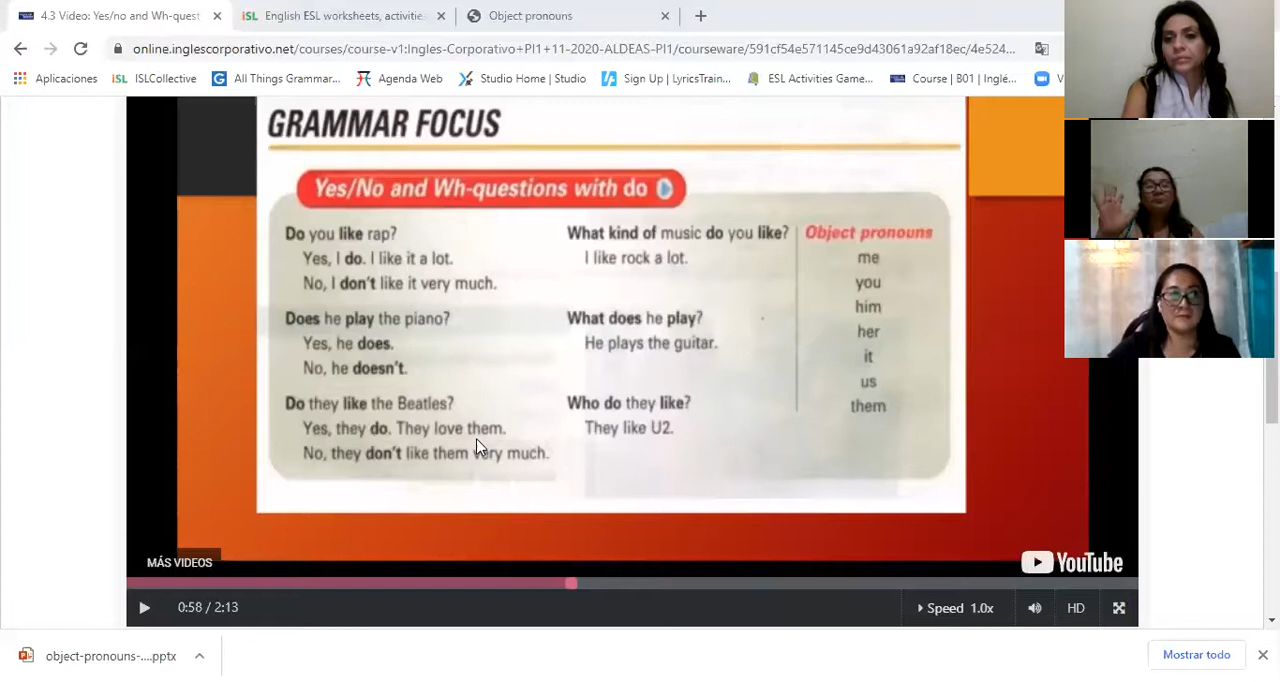 4.3 Video: Yes/no and Wh-quest
English ESL worksheets, activitie
Object pronouns
online.inglescorporativo.net/courses/course-v1:Ingles-Corporativo+PI1+11-2020-ALDEAS-PI1/courseware/591cf54e571145ce9d43061a92af18ec/4e524...
Aplicaciones
ISLCollective
All Things Grammar...
Agenda Web
Studio Home | Studio
Sign Up | LyricsTrain...
ESL Activities Game...
Course | B01 | Inglé...
GRAMMAR FOCUS
Yes/No and Wh-questions with do
Do you like rap?
Yes, I do. I like it a lot.
No, I don't like it very much.
Does he play the piano?
Yes, he does.
No, he doesn't.
Do they like the Beatles?
Yes, they do. They love them.
No, they don't like them very much.
What kind of music do you like?
I like rock a lot.
What does he play?
He plays the guitar.
Who do they like?
They like U2.
Object pronouns
me
you
him
her
it
us
them
MÁS VIDEOS
YouTube
0:58 / 2:13
Speed 1.0x
HD
object-pronouns-....pptx
Mostrar todo